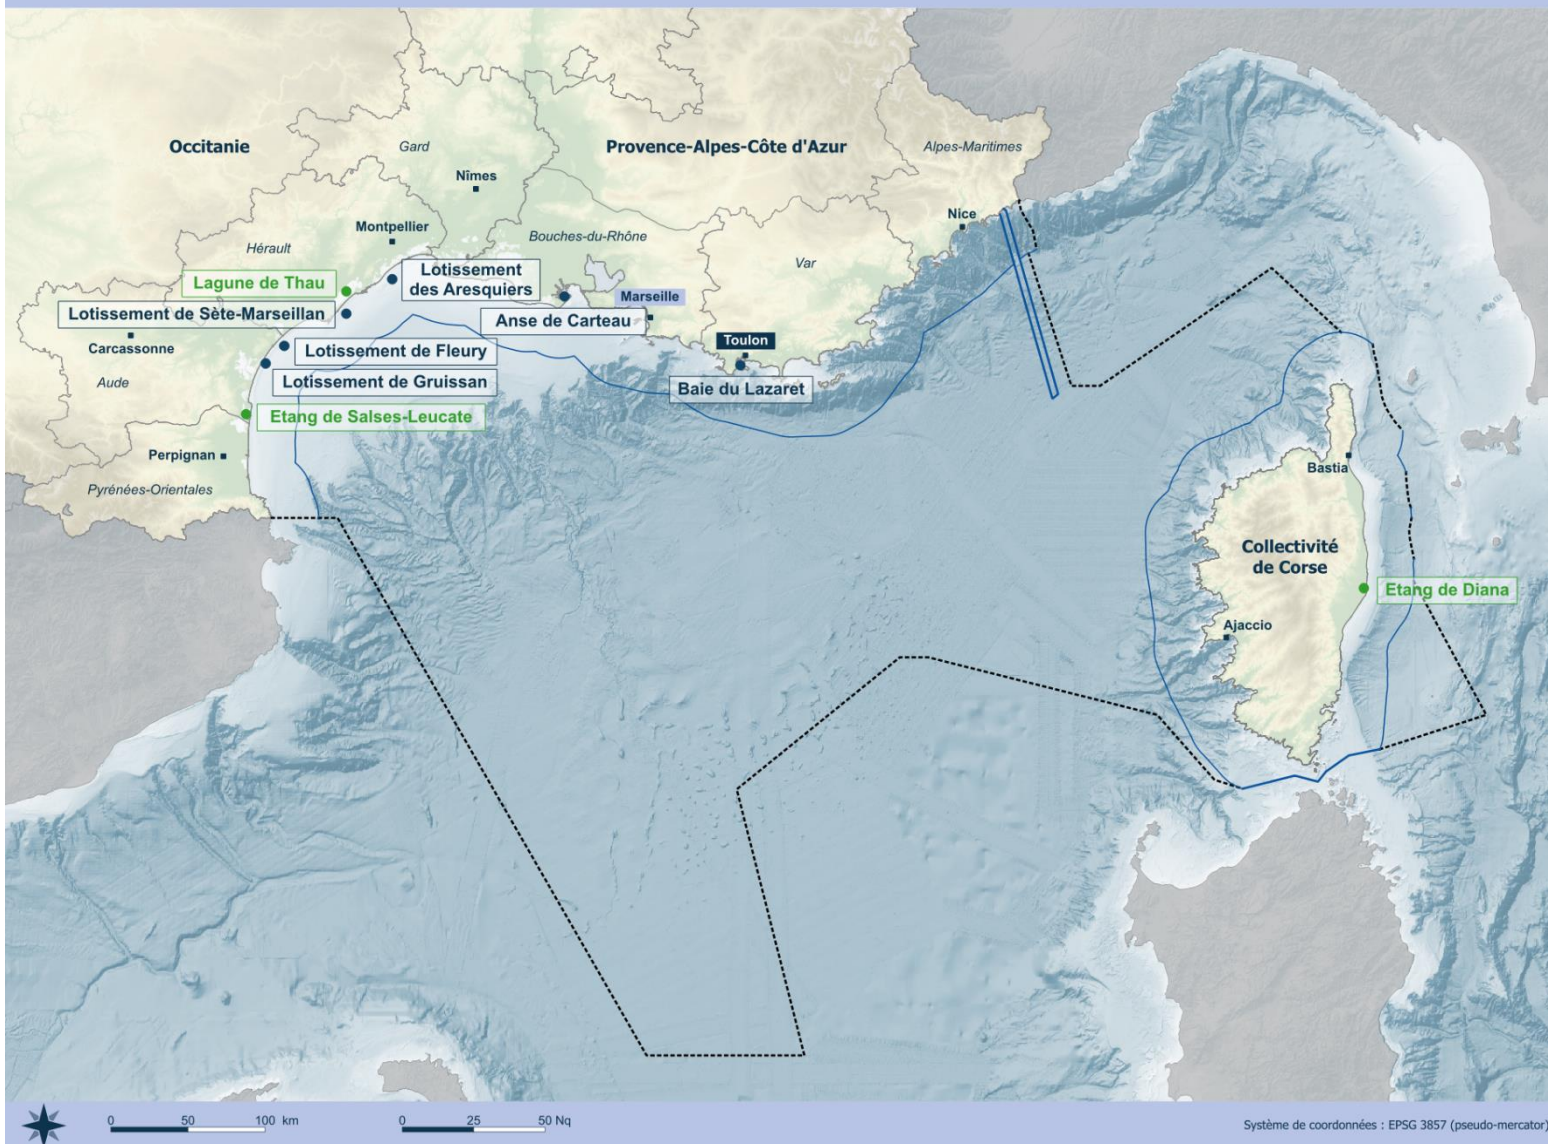 Occitanie
Gard
Provence-Alpes-Côte d'Azur
Alpes-Maritimes
Nîmes
Montpellier
Nice
Hérault
Bouches-du-Rhône
Var
Lagune de Thau
Lotissement
des Aresquiers
Marseille
Lotissement de Sète-Marseillan
Anse de Carteau
Carcassonne
Lotissement de Fleury
Toulon
Aude
Lotissement de Gruissan
Baie du Lazaret
Etang de Salses-Leucate
Perpignan
Bastia
Pyrénées-Orientales
Collectivité
de Corse
Etang de Diana
Ajaccio
0 50 100 km
0 25 50 Nq
Système de coordonnées : EPSG 3857 (pseudo-mercator)